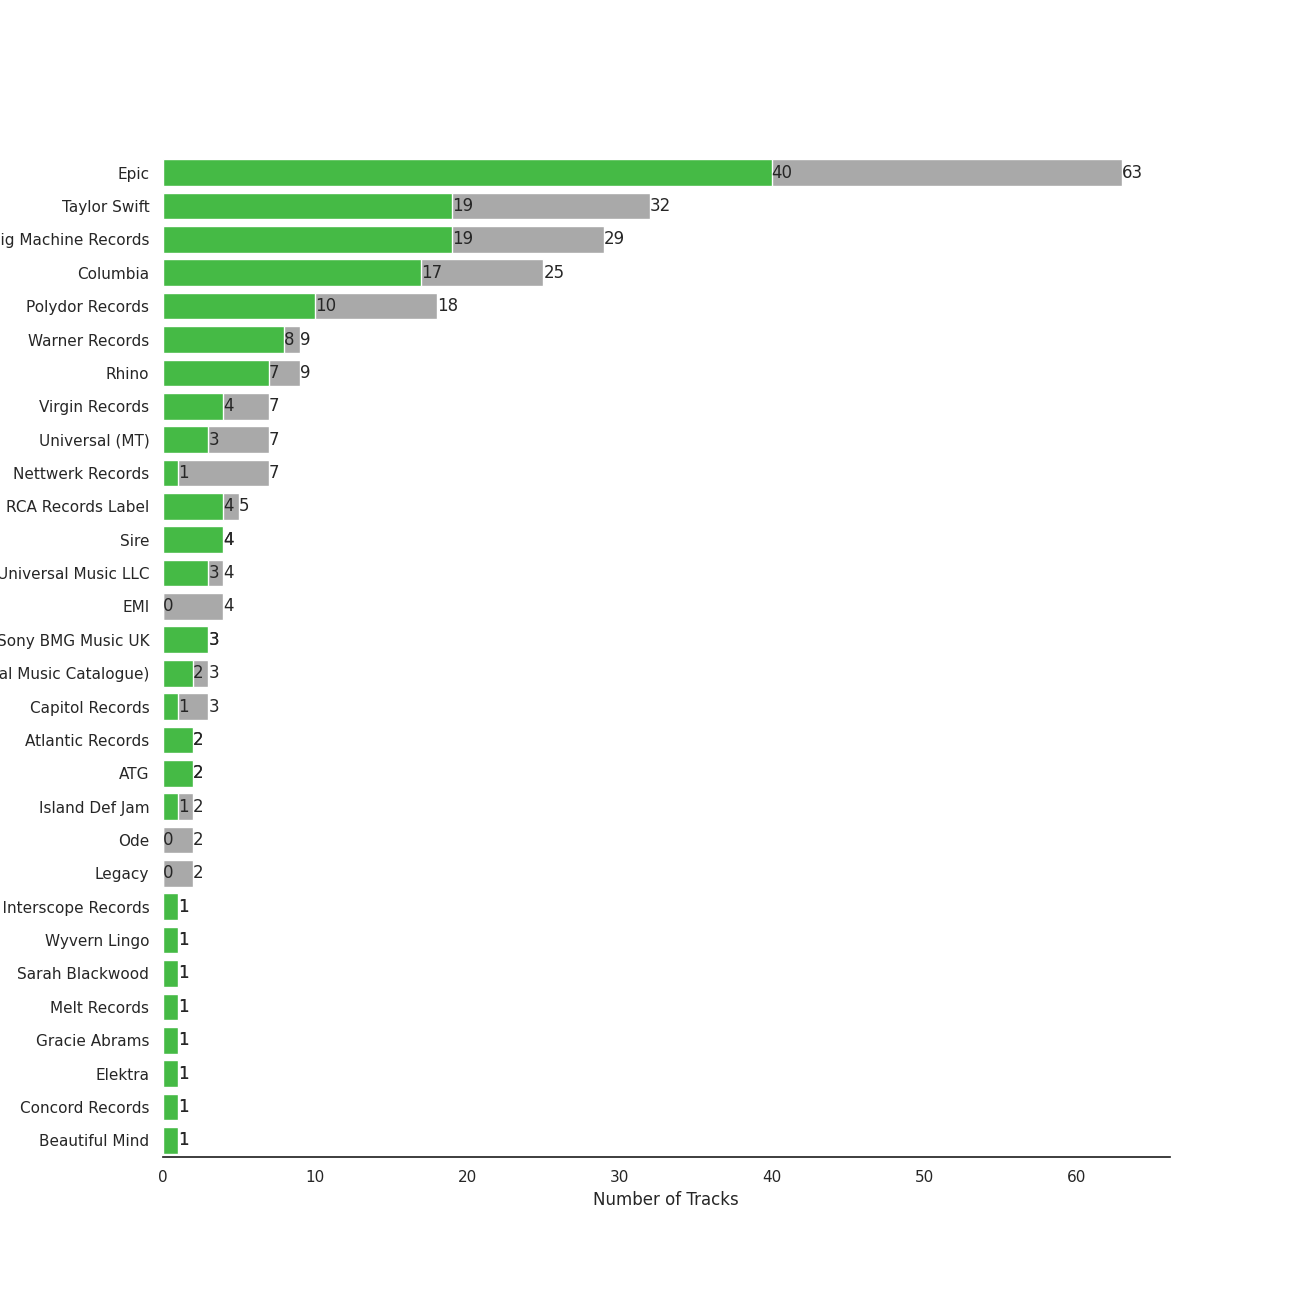 Epic 40 63
Taylor Swift 19 32
ig Machine Records 19 29
Columbia 17 25
Polydor Records 10 18
Warner Records 8 9
Rhino 7 9
Virgin Records 4 7
Universal (MT) 3 7
Nettwerk Records 1 7
RCA Records Label 4 5
Sire 4
Universal Music LLC 3 4
EMI 0 4
Sony BMG Music UK 3
al Music Catalogue) 2 3
Capitol Records 1 3
Atlantic Records 2
ATG 2
Island Def Jam 1 2
Ode 0 2
Legacy 0 2
Interscope Records 1
Wyvern Lingo 1
Sarah Blackwood 1
Melt Records 1
Gracie Abrams 1
Elektra 1
Concord Records 1
Beautiful Mind 1
0 10 20 30 40 50 60
Number of Tracks